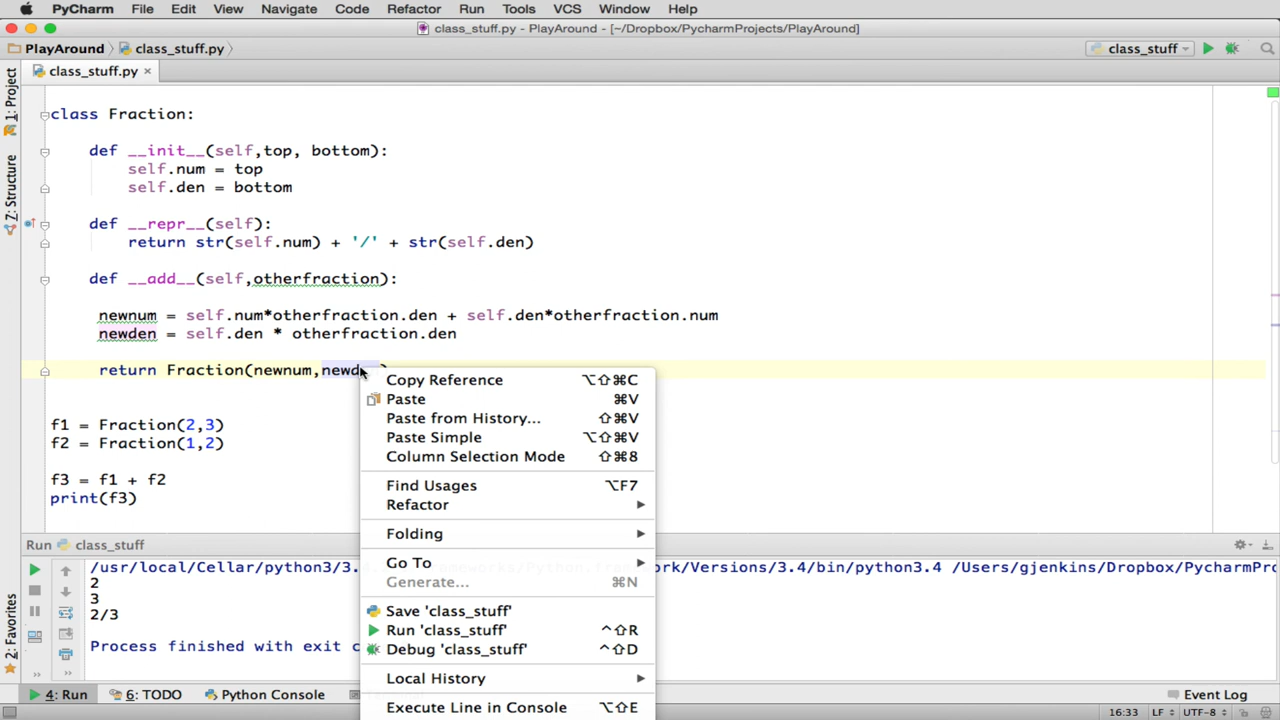 PyCharm File Edit View Navigate Code Refactor Run Tools VCS Window Help
class_stuff.py - PlayAround - [~/Dropbox/PycharmProjects/PlayAround]
PlayAround class_stuff.py class_stuff
class_stuff.py
1: Project
7: Structure
2: Favorites
class Fraction:
def __init__(self,top, bottom):
self.num = top
self.den = bottom
def __repr__(self):
return str(self.num) + '/' + str(self.den)
def __add__(self,otherfraction):
newnum = self.num*otherfraction.den + self.den*otherfraction.num
newden = self.den * otherfraction.den
return Fraction(newnum,newd
f1 = Fraction(2,3)
f2 = Fraction(1,2)
f3 = f1 + f2
print(f3)
Copy Reference ⌥⇧⌘C
Paste ⌘V
Paste from History... ⇧⌘V
Paste Simple ⌥⇧⌘V
Column Selection Mode ⇧⌘8
Find Usages ⌥F7
Refactor
Folding
Go To
Generate... ⌘N
Save 'class_stuff'
Run 'class_stuff' ^⇧R
Debug 'class_stuff' ^⇧D
Local History
Execute Line in Console ⌥⇧E
Run class_stuff
/usr/local/Cellar/python3/3. rk/Versions/3.4/bin/python3.4 /Users/gjenkins/Dropbox/PycharmPro
2
3
2/3
Process finished with exit c
4: Run 6: TODO Python Console Event Log
16:33 LF UTF-8